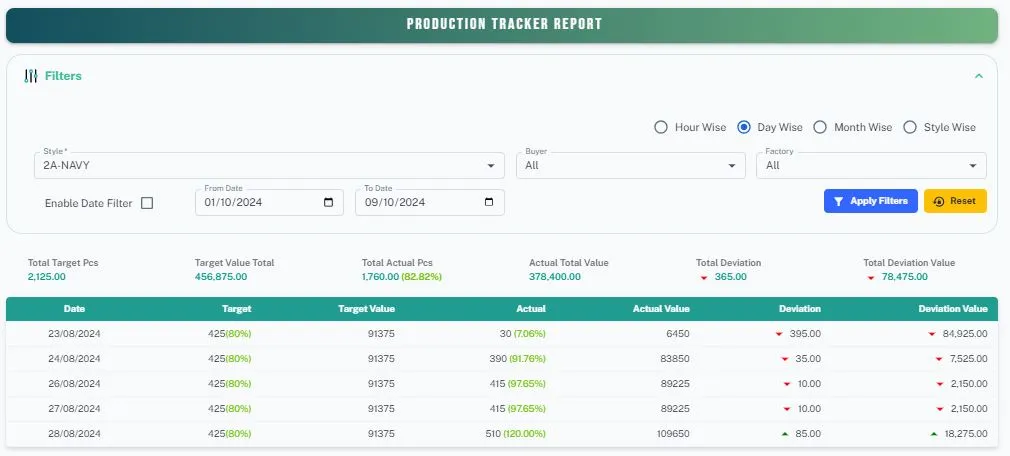 PRODUCTION TRACKER REPORT
Filters
Hour Wise Day Wise Month Wise Style Wise
Style * Buyer Factory
2A-NAVY All All
From Date To Date
Enable Date Filter 01/10/2024 09/10/2024 Apply Filters Reset
Total Target Pcs Target Value Total Total Actual Pcs Actual Total Value Total Deviation Total Deviation Value
2,125.00 456,875.00 1,760.00 (82.82%) 378,400.00 365.00 78,475.00
Date Target Target Value Actual Actual Value Deviation Deviation Value
23/08/2024 425(80%) 91375 30 (7.06%) 6450 395.00 84,925.00
24/08/2024 425(80%) 91375 390 (91.76%) 83850 35.00 7,525.00
26/08/2024 425(80%) 91375 415 (97.65%) 89225 10.00 2,150.00
27/08/2024 425(80%) 91375 415 (97.65%) 89225 10.00 2,150.00
28/08/2024 425(80%) 91375 510 (120.00%) 109650 85.00 18,275.00